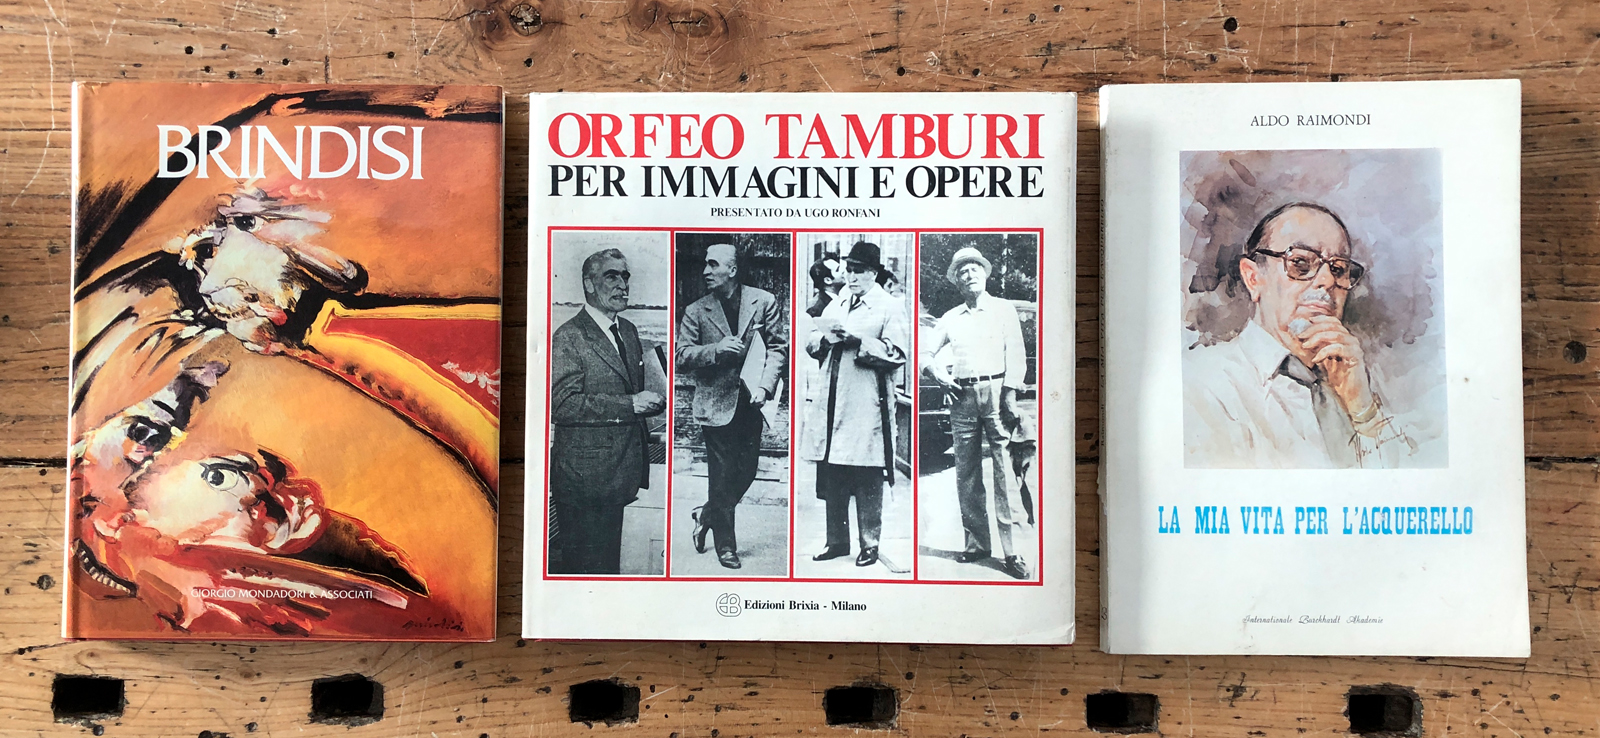 BRINDISI
GIORGIO MONDADORI & ASSOCIATI
ORFEO TAMBURI
PER IMMAGINI E OPERE
PRESENTATO DA UGO RONFANI
Edizioni Brixia - Milano
ALDO RAIMONDI
LA MIA VITA PER L'ACQUERELLO
Internationale Burckhardt Akademie